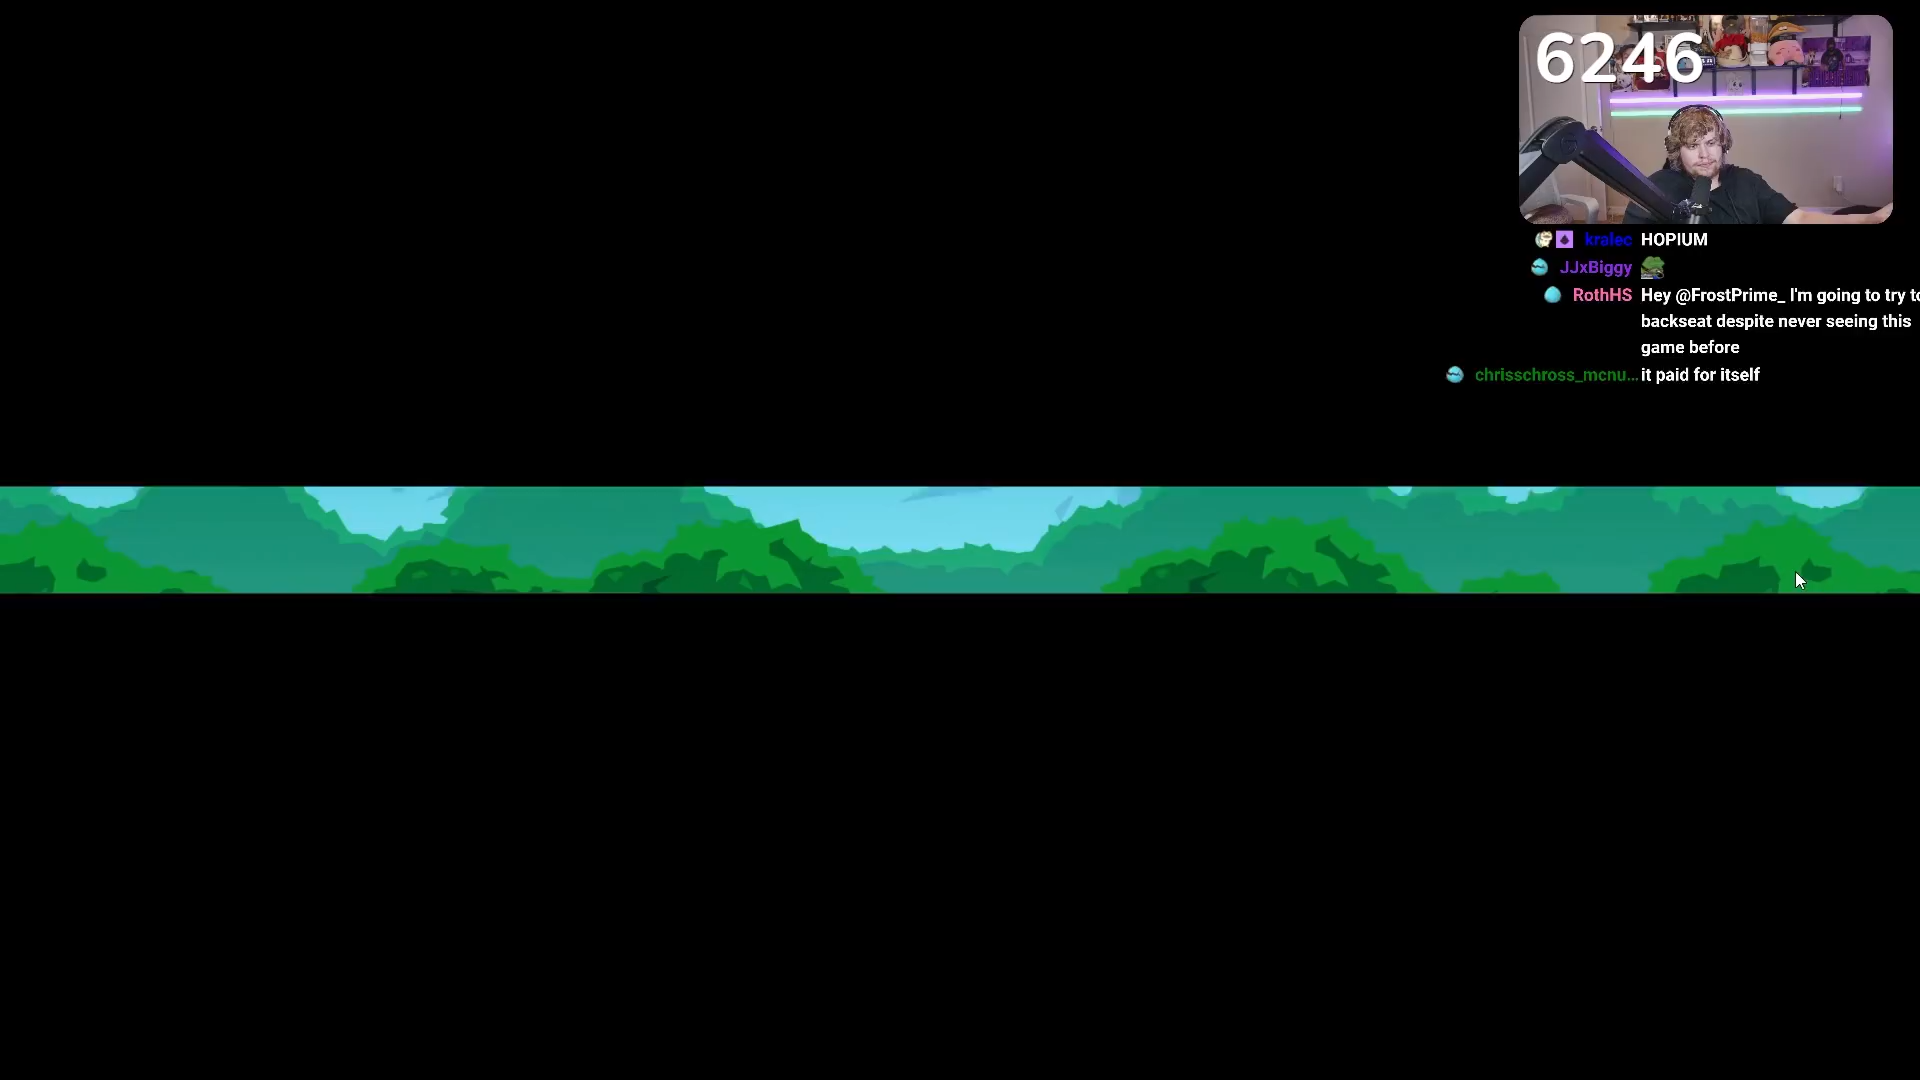 6246
kralec HOPIUM
JJxBiggy
RothHS Hey @FrostPrime_ I'm going to try to
backseat despite never seeing this
game before
chrisschross_mcnu... it paid for itself